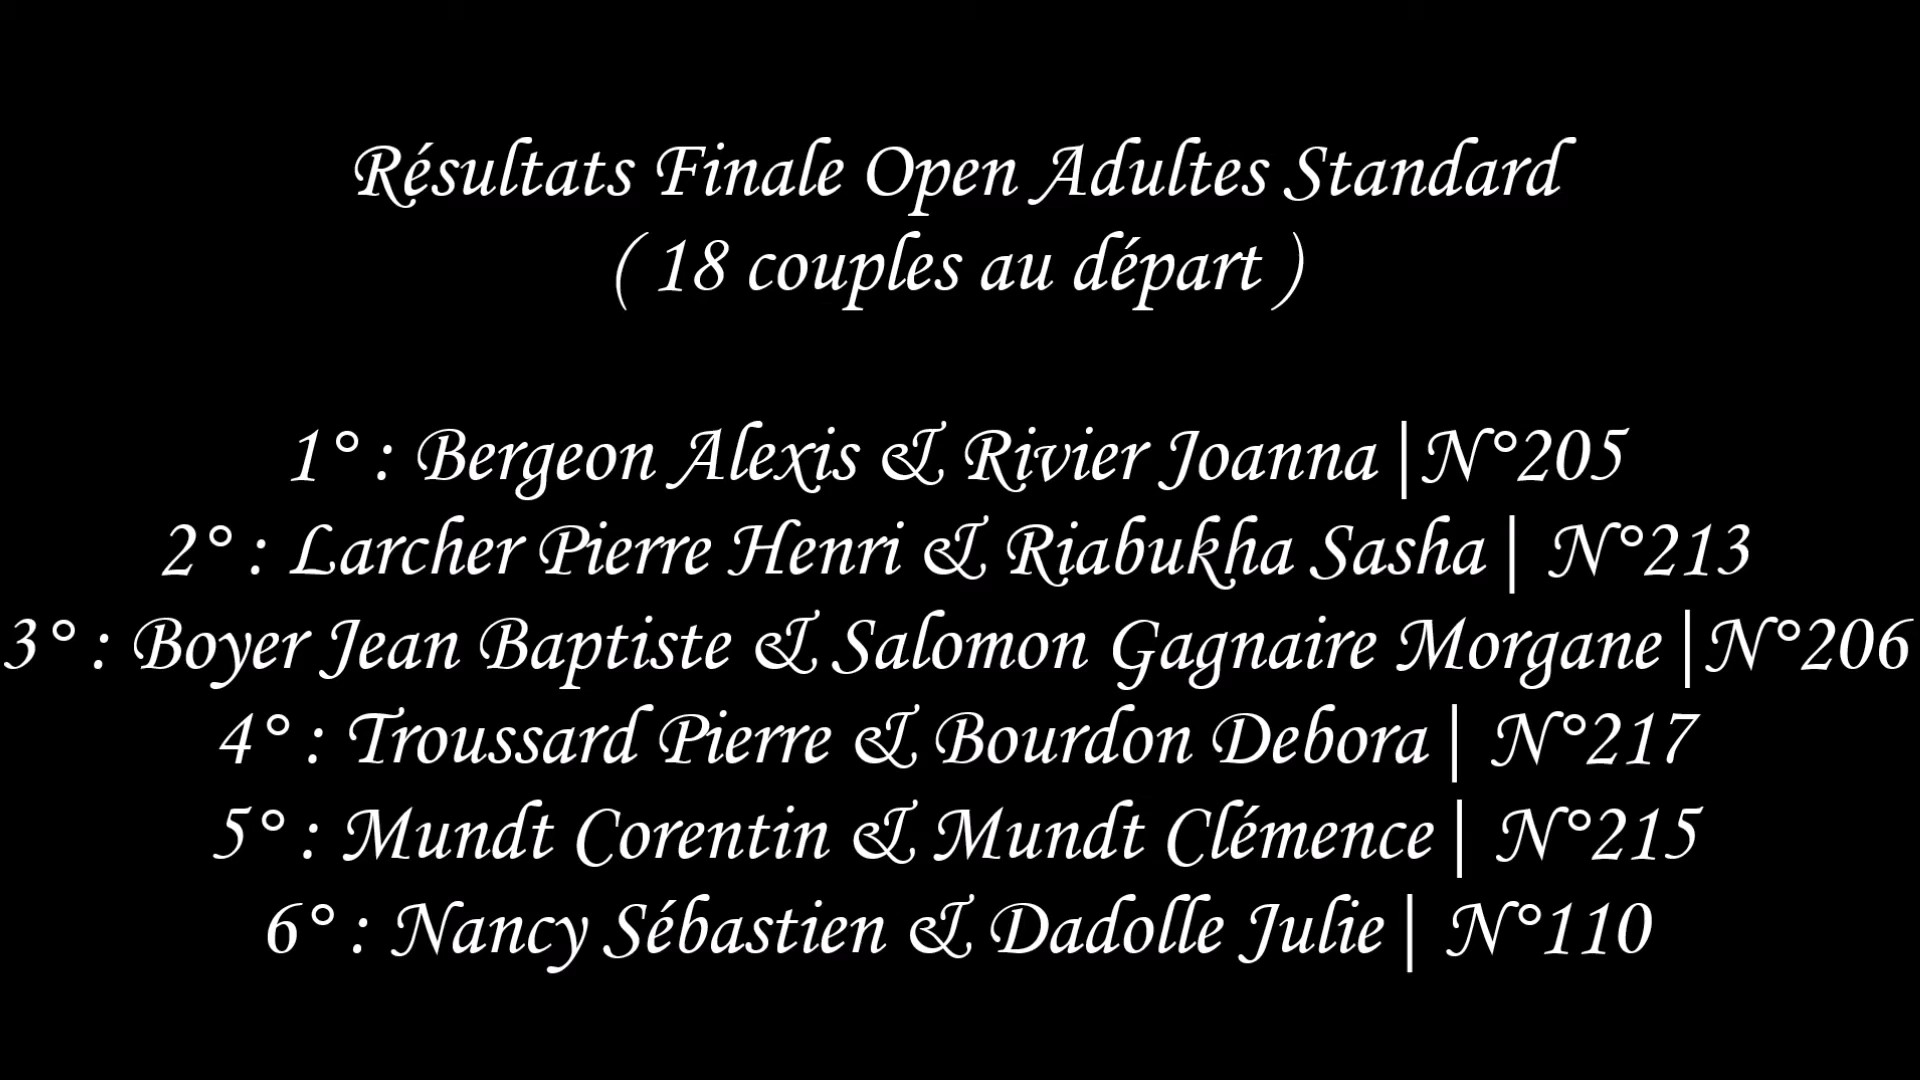 Résultats Finale Open Adultes Standard
( 18 couples au départ )
1° : Bergeon Alexis & Rivier Joanna |N°205
2° : Larcher Pierre Henri & Riabukha Sasha | N°213
3° : Boyer Jean Baptiste & Salomon Gagnaire Morgane |N°206
4° : Troussard Pierre & Bourdon Debora | N°217
5° : Mundt Corentin & Mundt Clémence | N°215
6° : Nancy Sébastien & Dadolle Julie | N°110